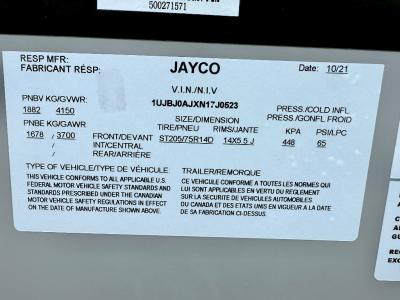 500271571
RESP MFR:
FABRICANT RÉSP: JAYCO Date: 10/21
V.I.N./N.I.V
PNBV KG/GVWR: 1UJBJ0AJXN17J0523
1882 4150 SIZE/DIMENSION PRESS./COLD INFL
PNBE KG/GAWR TIRE/PNEU RIMS/JANTE PRESS./GONFL FROID
1678 / 3700 FRONT/DEVANT ST205/75R14D 14X5.5 J KPA PSI/LPC
INT/CENTRAL 448 65
REAR/ARRIÈRE
TYPE OF VEHICLE/TYPE DE VÉHICULE: TRAILER/REMORQUE
THIS VEHICLE CONFORMS TO ALL APPLICABLE U.S.
FEDERAL MOTOR VEHICLE SAFETY STANDARDS AND
STANDARDS PRESCRIBED UNDER THE CANADIAN
MOTOR VEHICLE SAFETY REGULATIONS IN EFFECT
ON THE DATE OF MANUFACTURE SHOWN ABOVE.
CE VÉHICULE CONFORME A TOUTES LES NORMES QUI
LUI SONT APPLICABLES EN VERTU DU REGLEMENT
SUR LA SECURITE DE VEHICULES AUTOMOBILES
DU CANADA ET DES ETATS UNIS EN VIGUEUR A LA DATE
DE SA FABRICATION CI-DESSUS.